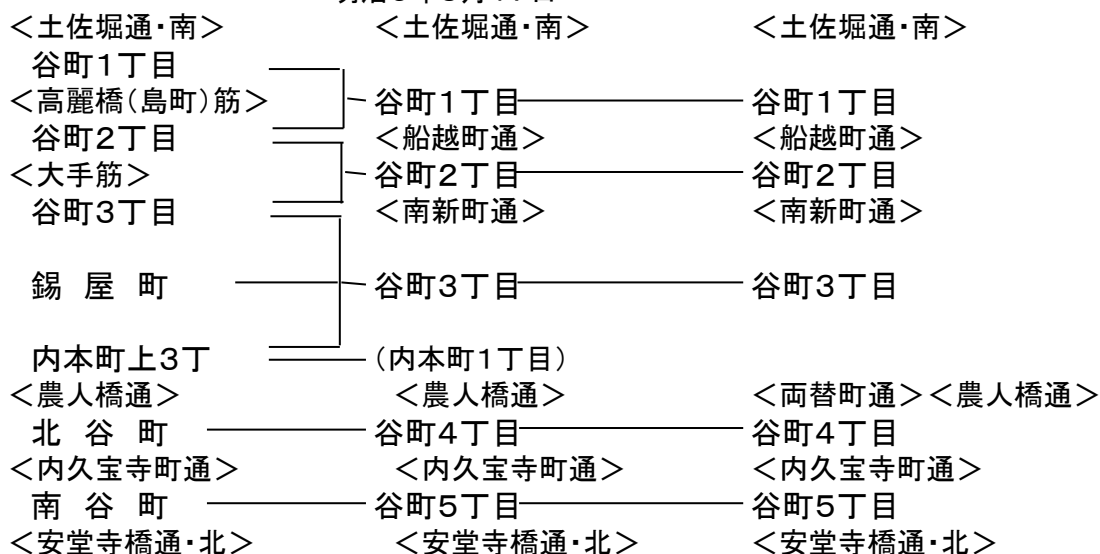 <土佐堀通・南> <土佐堀通・南> <土佐堀通・南>
谷町1丁目
<高麗橋(島町)筋> 谷町1丁目 谷町1丁目
谷町2丁目 <船越町通> <船越町通>
<大手筋> 谷町2丁目 谷町2丁目
谷町3丁目 <南新町通> <南新町通>
錫屋町 谷町3丁目 谷町3丁目
内本町上3丁 (内本町1丁目)
<農人橋通> <農人橋通> <両替町通><農人橋通>
北谷町 谷町4丁目 谷町4丁目
<内久宝寺町通> <内久宝寺町通> <内久宝寺町通>
南谷町 谷町5丁目 谷町5丁目
<安堂寺橋通・北> <安堂寺橋通・北> <安堂寺橋通・北>